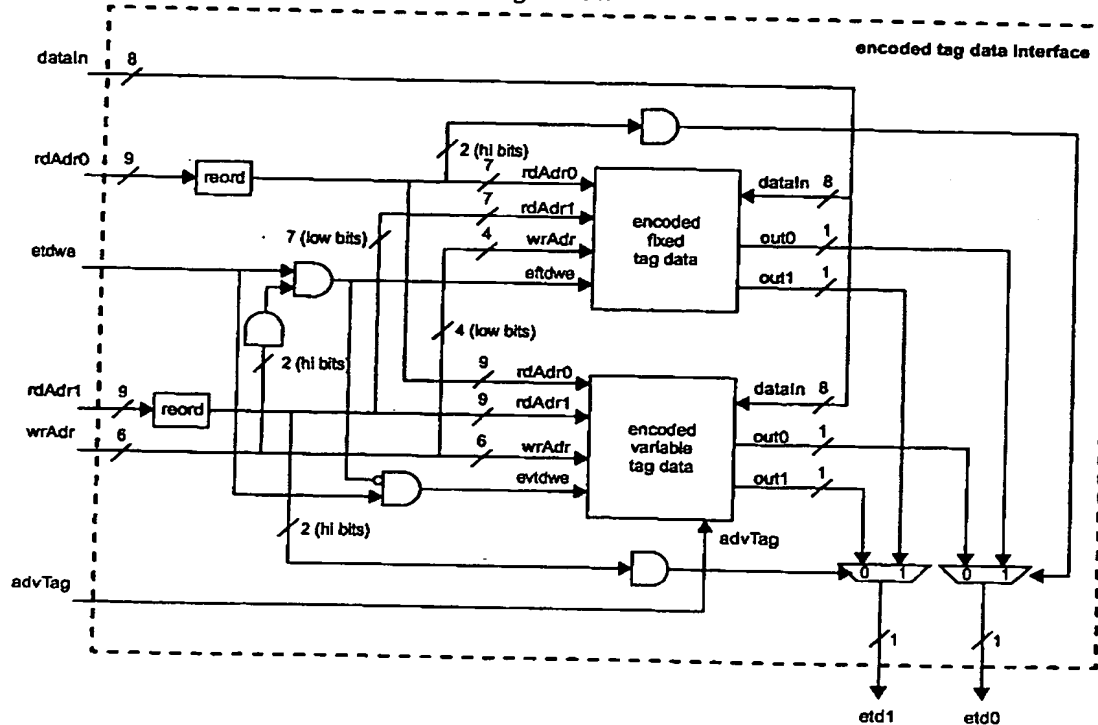 encoded tag data interface
dataIn
8
2 (hi bits)
rdAdr0
9
reord
7
rdAdr0
7
rdAdr1
7 (low bits)
4
wrAdr
etdwe
eftdwe
encoded
fixed
tag data
dataIn
8
out0
1
out1
1
4 (low bits)
2 (hi bits)
rdAdr1
9
reord
wrAdr
6
9
rdAdr0
9
rdAdr1
6
wrAdr
evtdwe
encoded
variable
tag data
dataIn
8
out0
1
out1
1
2 (hi bits)
advTag
advTag
0 1
0 1
1
1
etd1
etd0